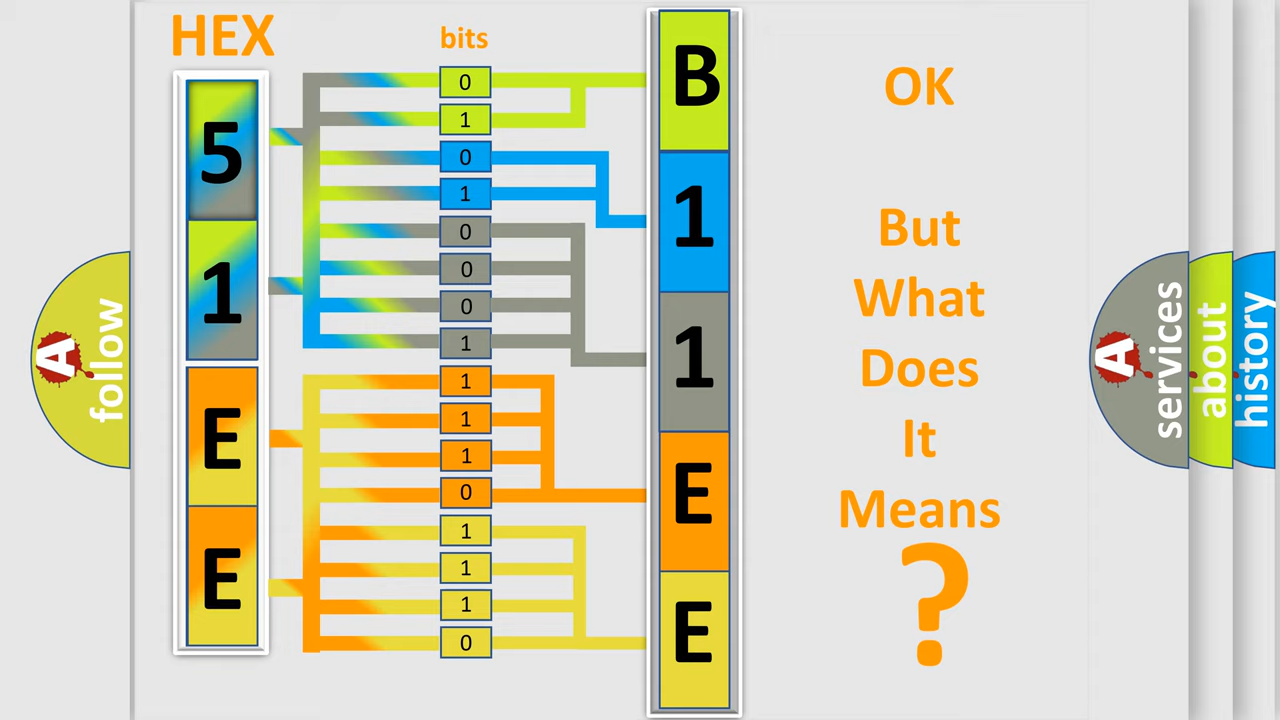 HEX
bits
5
1
E
E
0
1
0
1
0
0
0
1
1
1
1
0
1
1
1
0
B
1
1
E
E
OK
But
What
Does
It
Means
?
A
follow
A
services
about
history